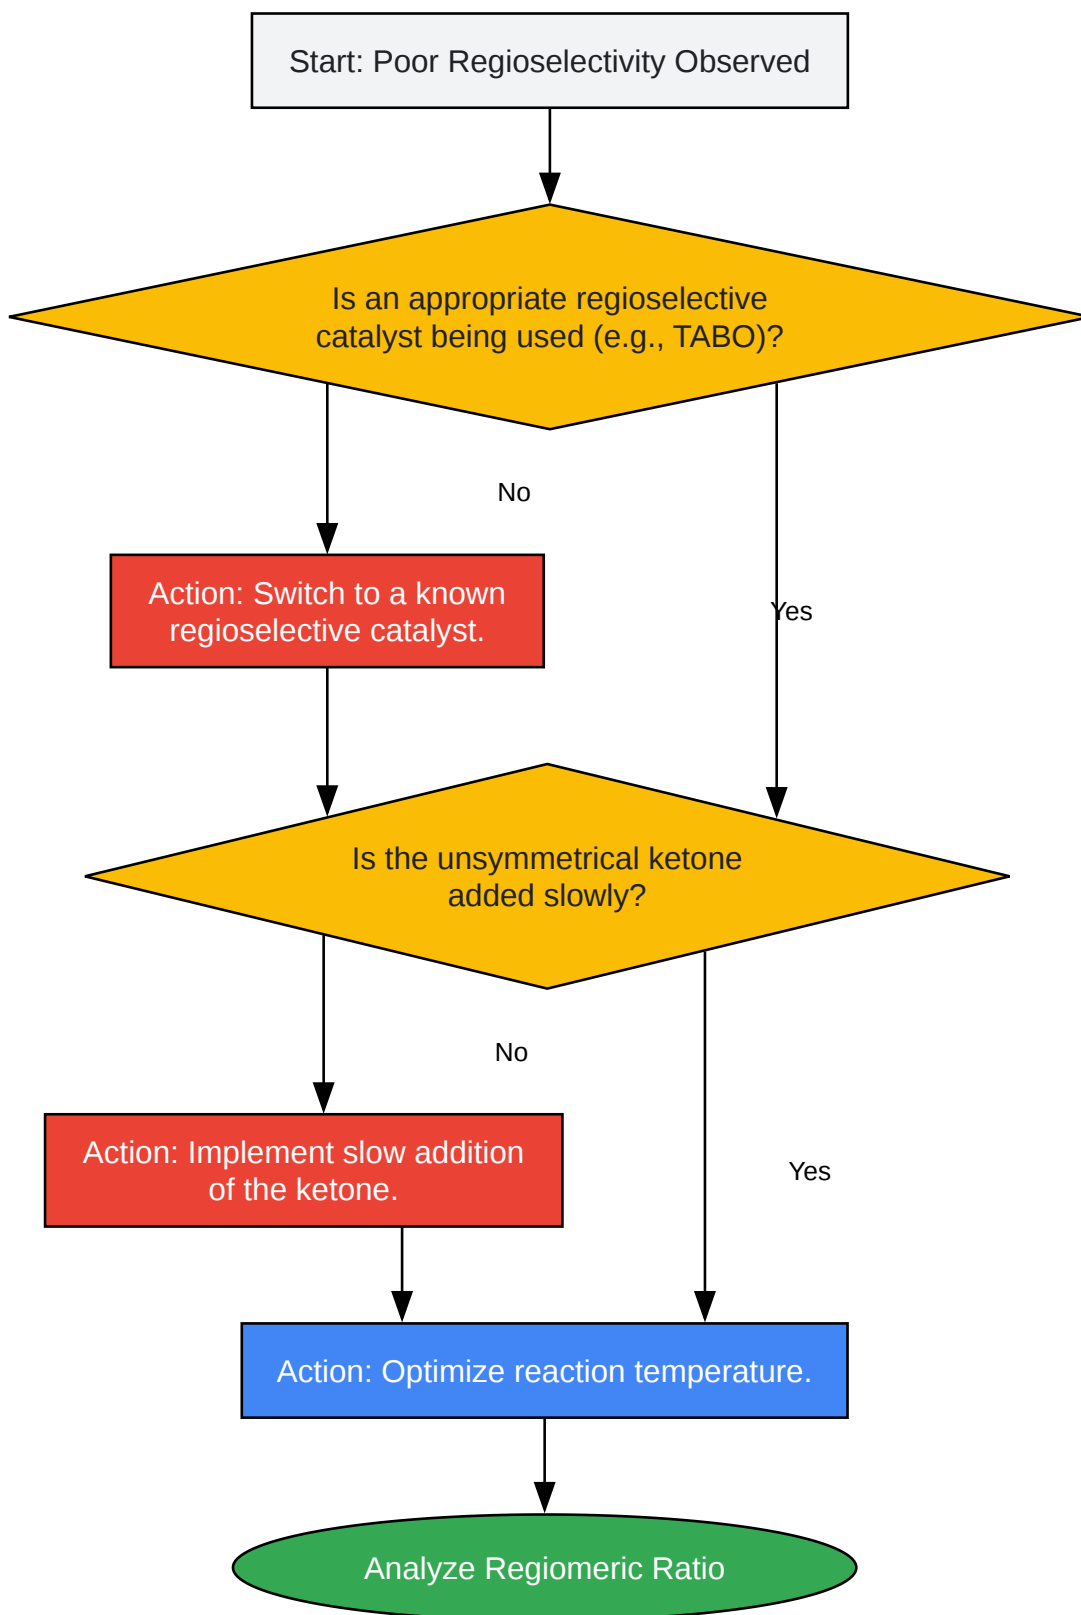 Start: Poor Regioselectivity Observed
Is an appropriate regioselective
catalyst being used (e.g., TABO)?
No
Action: Switch to a known
regioselective catalyst.
Yes
Is the unsymmetrical ketone
added slowly?
No
Action: Implement slow addition
of the ketone.
Yes
Action: Optimize reaction temperature.
Analyze Regiomeric Ratio